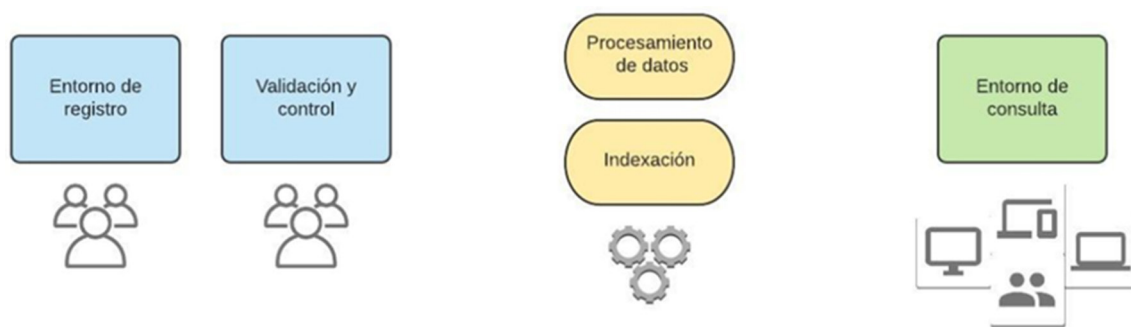 Entorno de
registro
Validación y
control
Procesamiento
de datos
Indexación
Entorno de
consulta